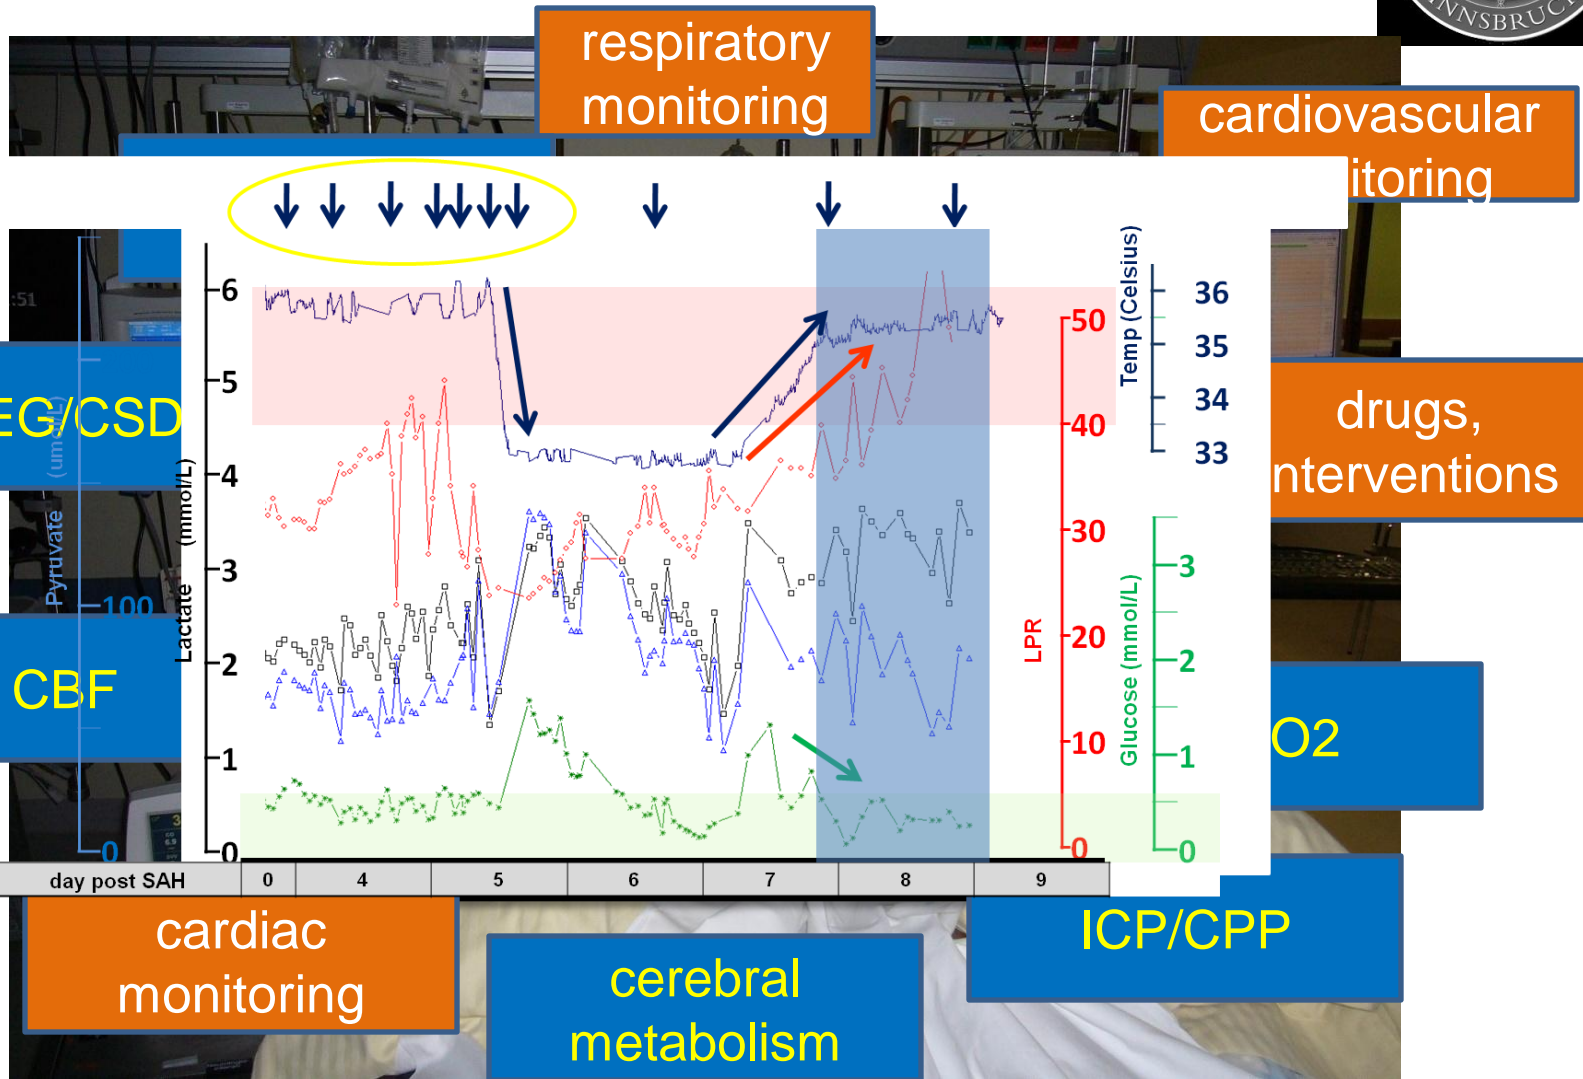 INNSBRUCK
respiratory
monitoring
cardiovascular
itoring
:51
6
5
4
3
2
1
0
Lactate (mmol/L)
Pyruvate (umol/L)
100
0
EG/CSD
CBF
50
40
30
20
10
0
LPR
Temp (Celsius)
36
35
34
33
Glucose (mmol/L)
3
2
1
0
drugs,
nterventions
O2
day post SAH 0 4 5 6 7 8 9
cardiac
monitoring
cerebral
metabolism
ICP/CPP